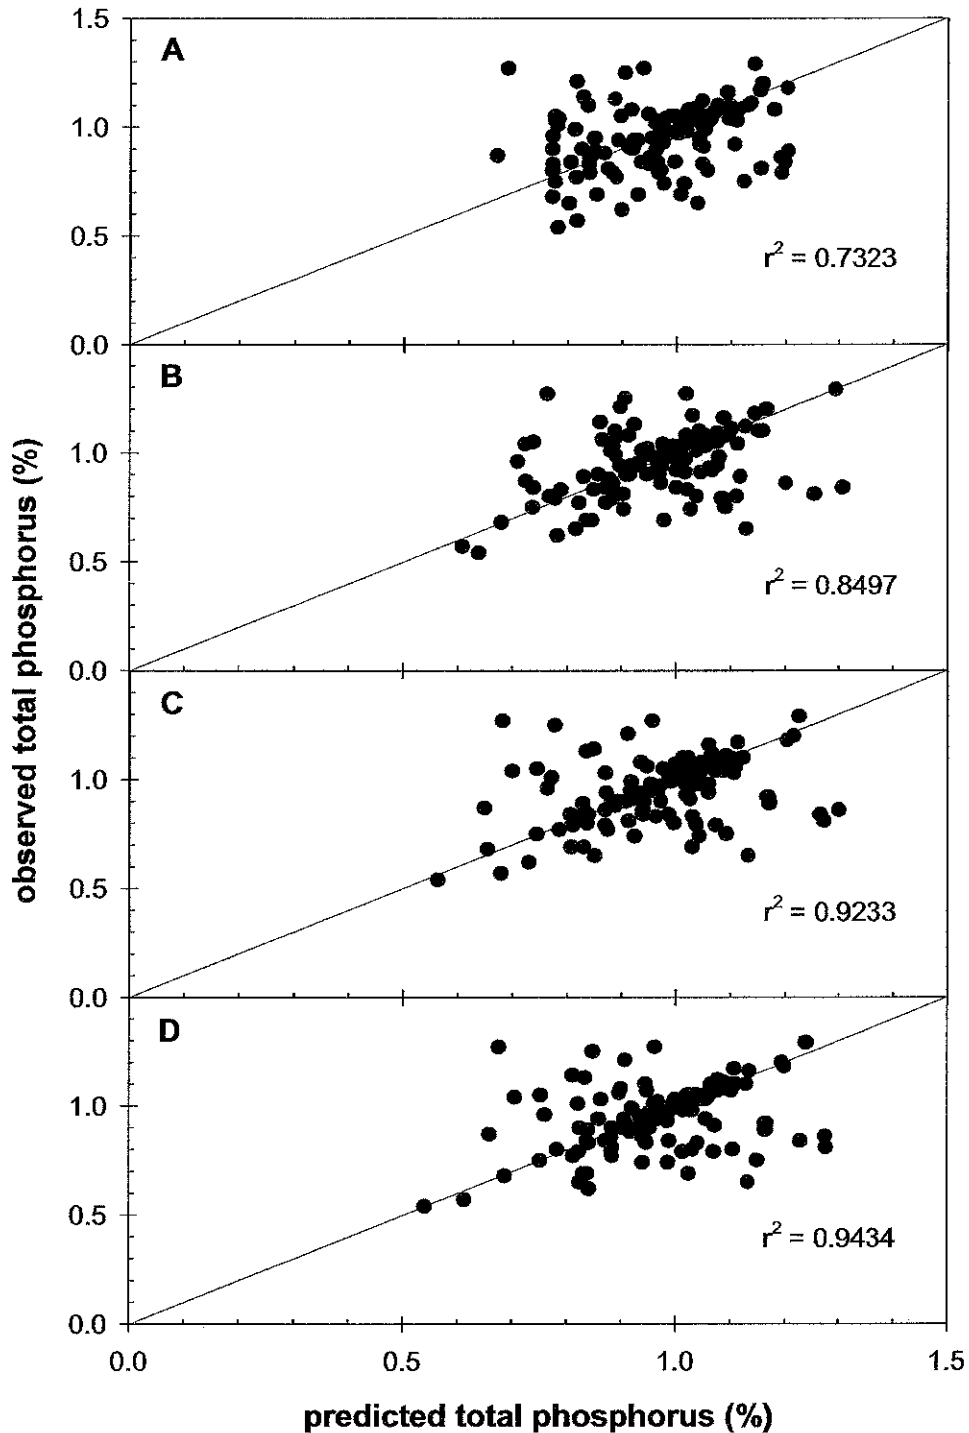 1.5
A
1.0
0.5
r² = 0.7323
0.0
B
1.0
0.5
r² = 0.8497
0.0
C
1.0
0.5
r² = 0.9233
0.0
D
1.0
0.5
r² = 0.9434
0.0
0.0 0.5 1.0 1.5
observed total phosphorus (%)
predicted total phosphorus (%)